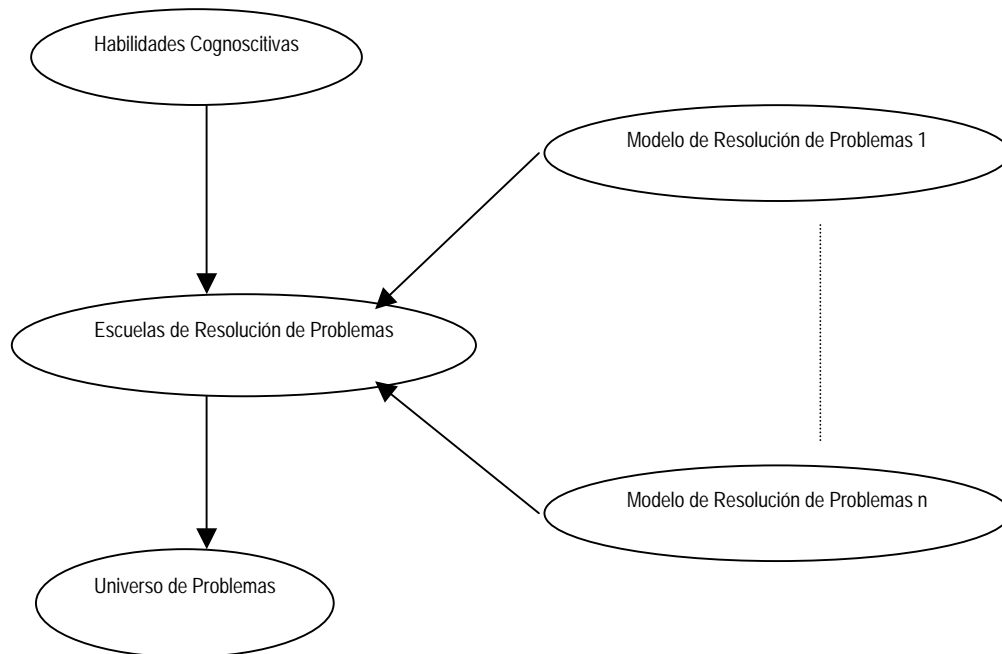 Habilidades Cognoscitivas
Modelo de Resolución de Problemas 1
Escuelas de Resolución de Problemas
Modelo de Resolución de Problemas n
Universo de Problemas